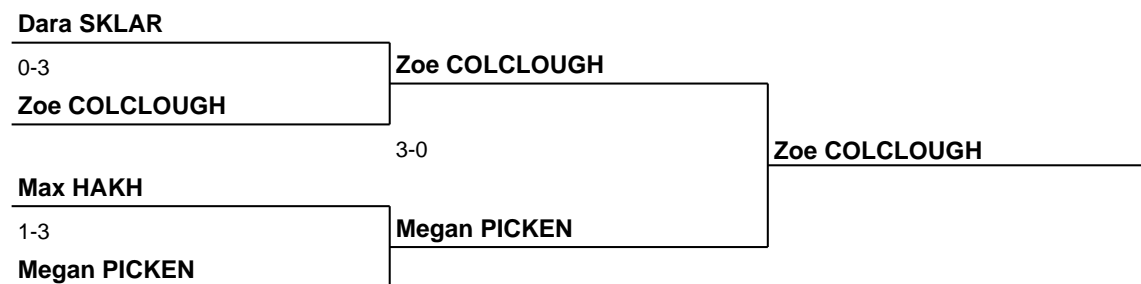 Dara SKLAR
0-3
Zoe COLCLOUGH
Zoe COLCLOUGH
3-0
Zoe COLCLOUGH
Max HAKH
1-3
Megan PICKEN
Megan PICKEN